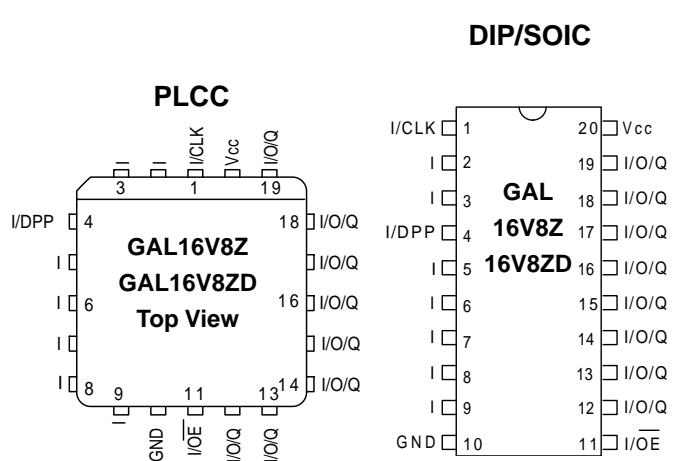 DIP/SOIC
PLCC
I I I/CLK Vcc I/O/Q
3 1 19
I/DPP 4 18 I/O/Q
I I/O/Q
I 6 16 I/O/Q
I I/O/Q
I 8 14 I/O/Q
GAL16V8Z
GAL16V8ZD
Top View
9 11 13
I GND I/OE I/O/Q I/O/Q
I/CLK 1 20 Vcc
I 2 19 I/O/Q
I 3 18 I/O/Q
I/DPP 4 17 I/O/Q
I 5 16 I/O/Q
I 6 15 I/O/Q
I 7 14 I/O/Q
I 8 13 I/O/Q
I 9 12 I/O/Q
GND 10 11 I/OE
GAL
16V8Z
16V8ZD